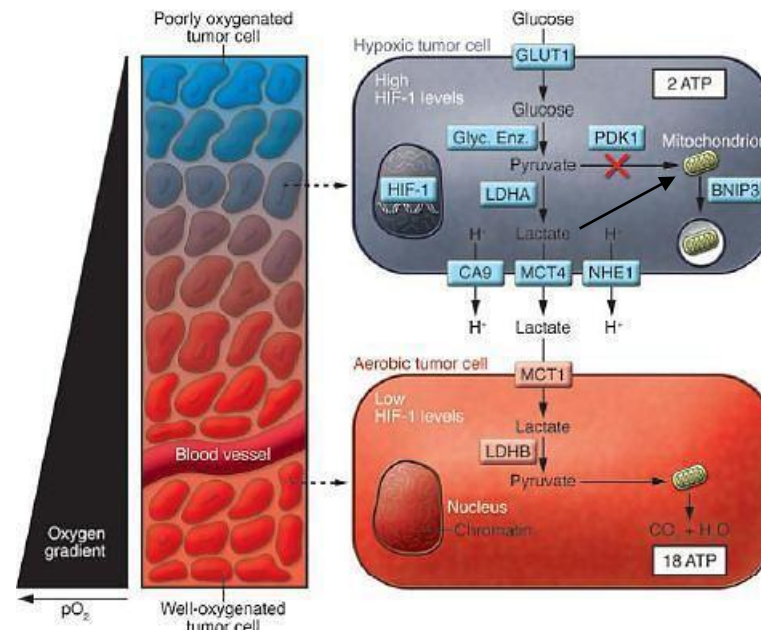 Poorly oxygenated
tumor cell
Oxygen
gradient
pO₂
Blood vessel
Well-oxygenated
tumor cell
Glucose
Hypoxic tumor cell
GLUT1
High
HIF-1 levels
2 ATP
Glucose
Glyc. Enz.
PDK1
Mitochondrion
Pyruvate
HIF-1
LDHA
BNIP3
H⁺
Lactate
H⁺
CA9
MCT4
NHE1
H⁺
Lactate
H⁺
Aerobic tumor cell
MCT1
Low
HIF-1 levels
Lactate
LDHB
Pyruvate
Nucleus
Chromatin
CO₂ + H₂O
18 ATP